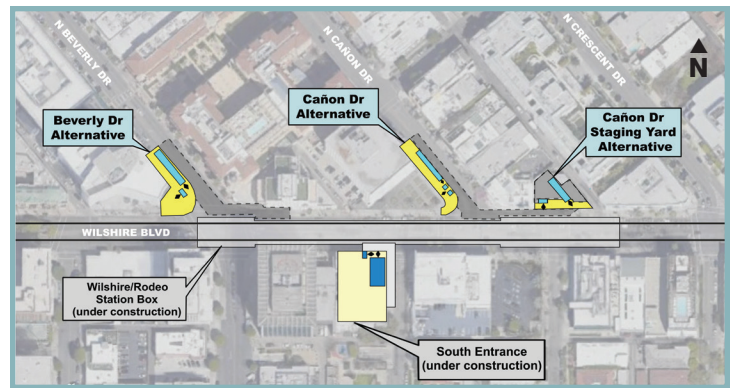 N BEVERLY DR
N CAÑON DR
N CRESCENT DR
N
Beverly Dr
Alternative
Cañon Dr
Alternative
Cañon Dr
Staging Yard
Alternative
WILSHIRE BLVD
Wilshire/Rodeo
Station Box
(under construction)
South Entrance
(under construction)